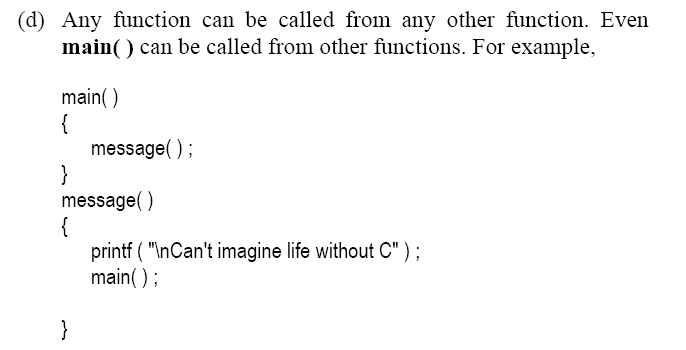 (d) Any function can be called from any other function. Even
main( ) can be called from other functions. For example,
main( )
{
message( ) ;
}
message( )
{
printf ( "\nCan't imagine life without C" ) ;
main( ) ;
}